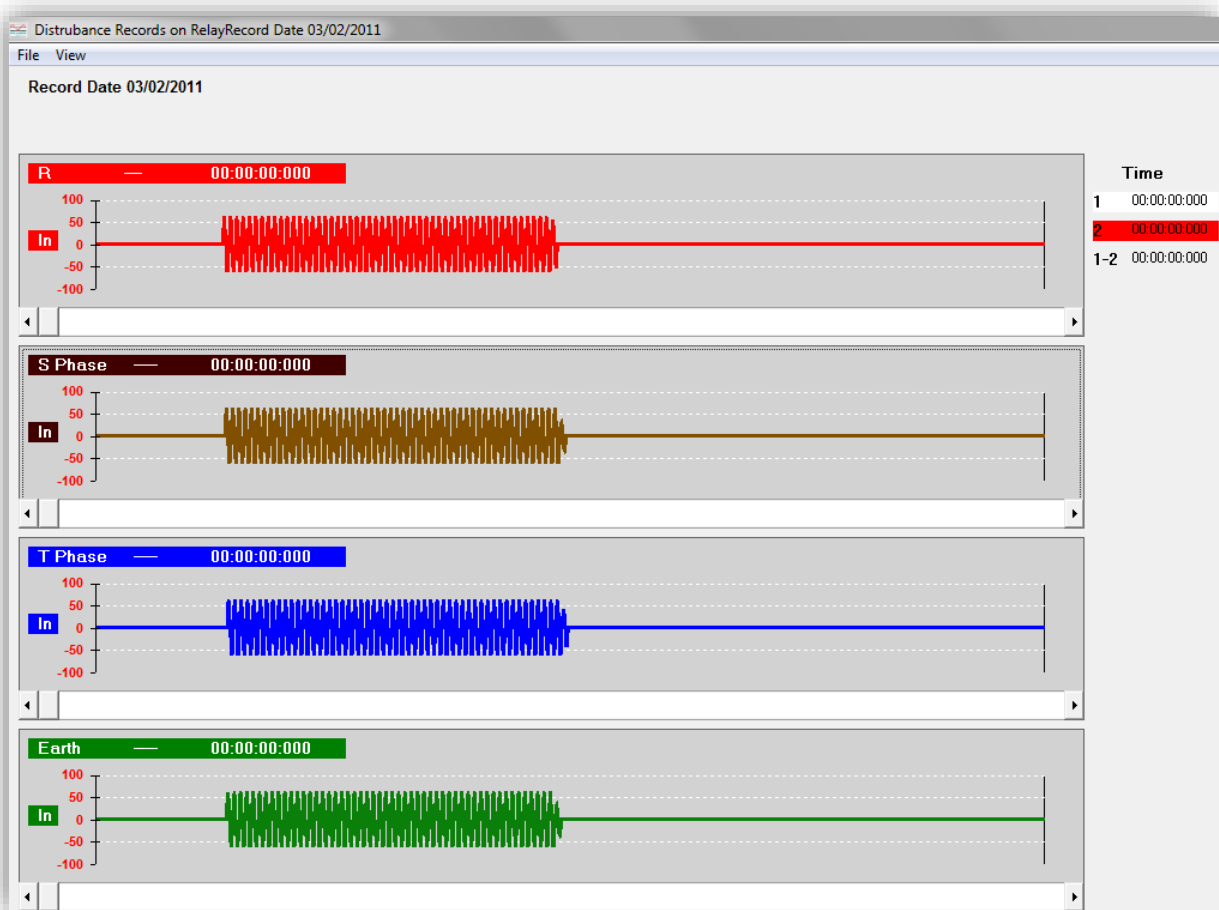 Distrubance Records on RelayRecord Date 03/02/2011
File View
Record Date 03/02/2011
R — 00:00:00:000
100
50
In 0
-50
-100
Time
1 00:00:00:000
2 00:00:00:000
1-2 00:00:00:000
S Phase — 00:00:00:000
100
50
In 0
-50
-100
T Phase — 00:00:00:000
100
50
In 0
-50
-100
Earth — 00:00:00:000
100
50
In 0
-50
-100